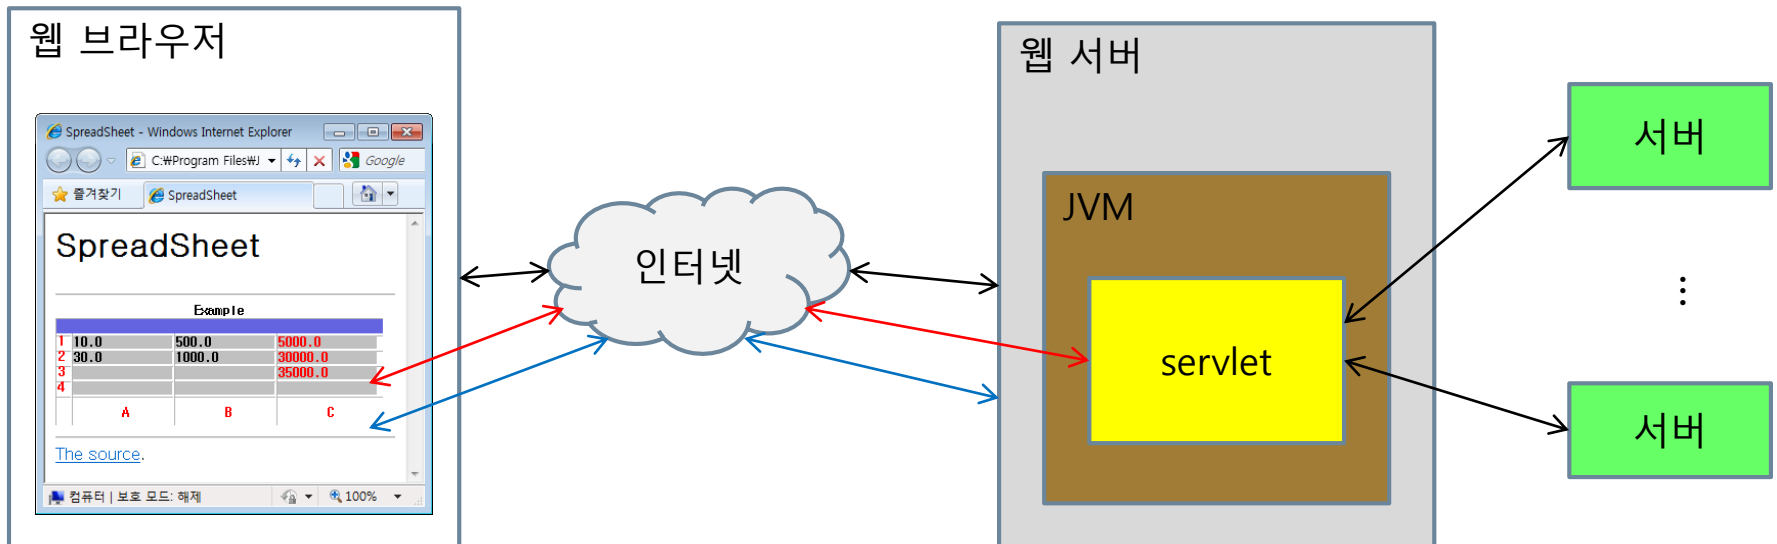 웹 브라우저
SpreadSheet - Windows Internet Explorer
C:₩Program Files₩J
Google
즐겨찾기
SpreadSheet
SpreadSheet
Example
1 10.0 500.0 5000.0
2 30.0 1000.0 30000.0
3 35000.0
4
A B C
The source.
컴퓨터 | 보호 모드: 해제
100%
인터넷
웹 서버
JVM
servlet
서버
⋮
서버